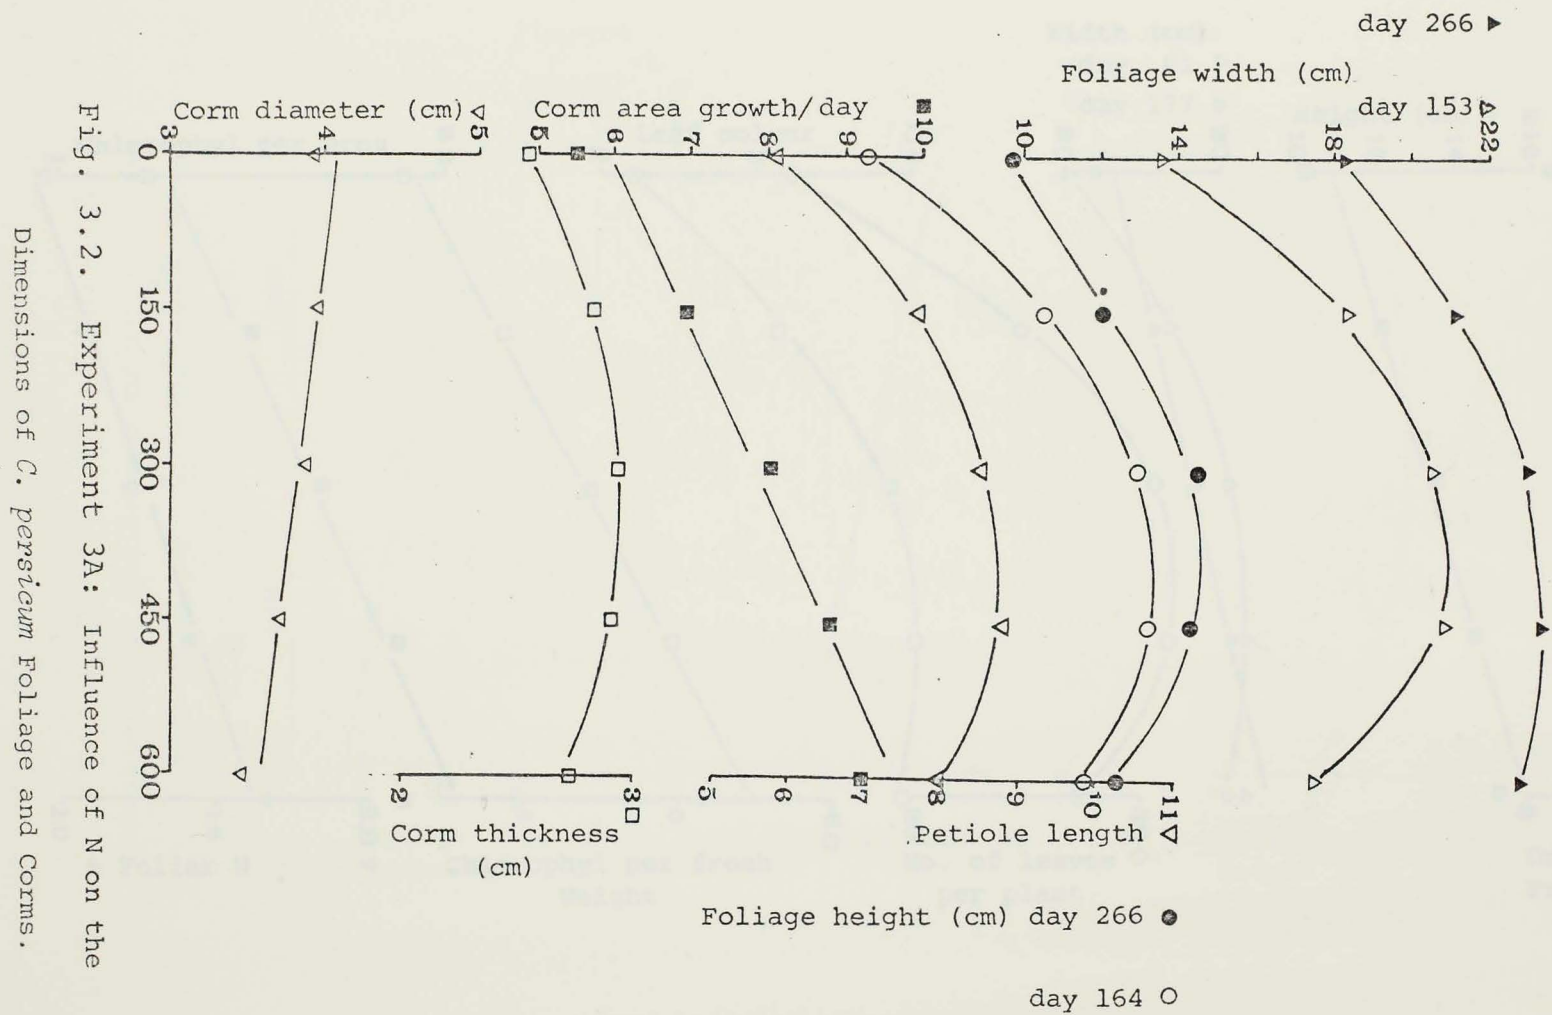 day 266 ▶
Foliage width (cm)
day 153 △
Corm diameter (cm) ◁
Corm area growth/day ■
3 4 5
5 6 7 8 9 10
10 14 18 22
0
150
300
450
600
2 3
5 6 7 8 9 10 11
Corm thickness □
(cm)
Petiole length ▽
Foliage height (cm) day 266 ●
day 164 ○
Fig. 3.2. Experiment 3A: Influence of N on the
Dimensions of C. persicum Foliage and Corms.